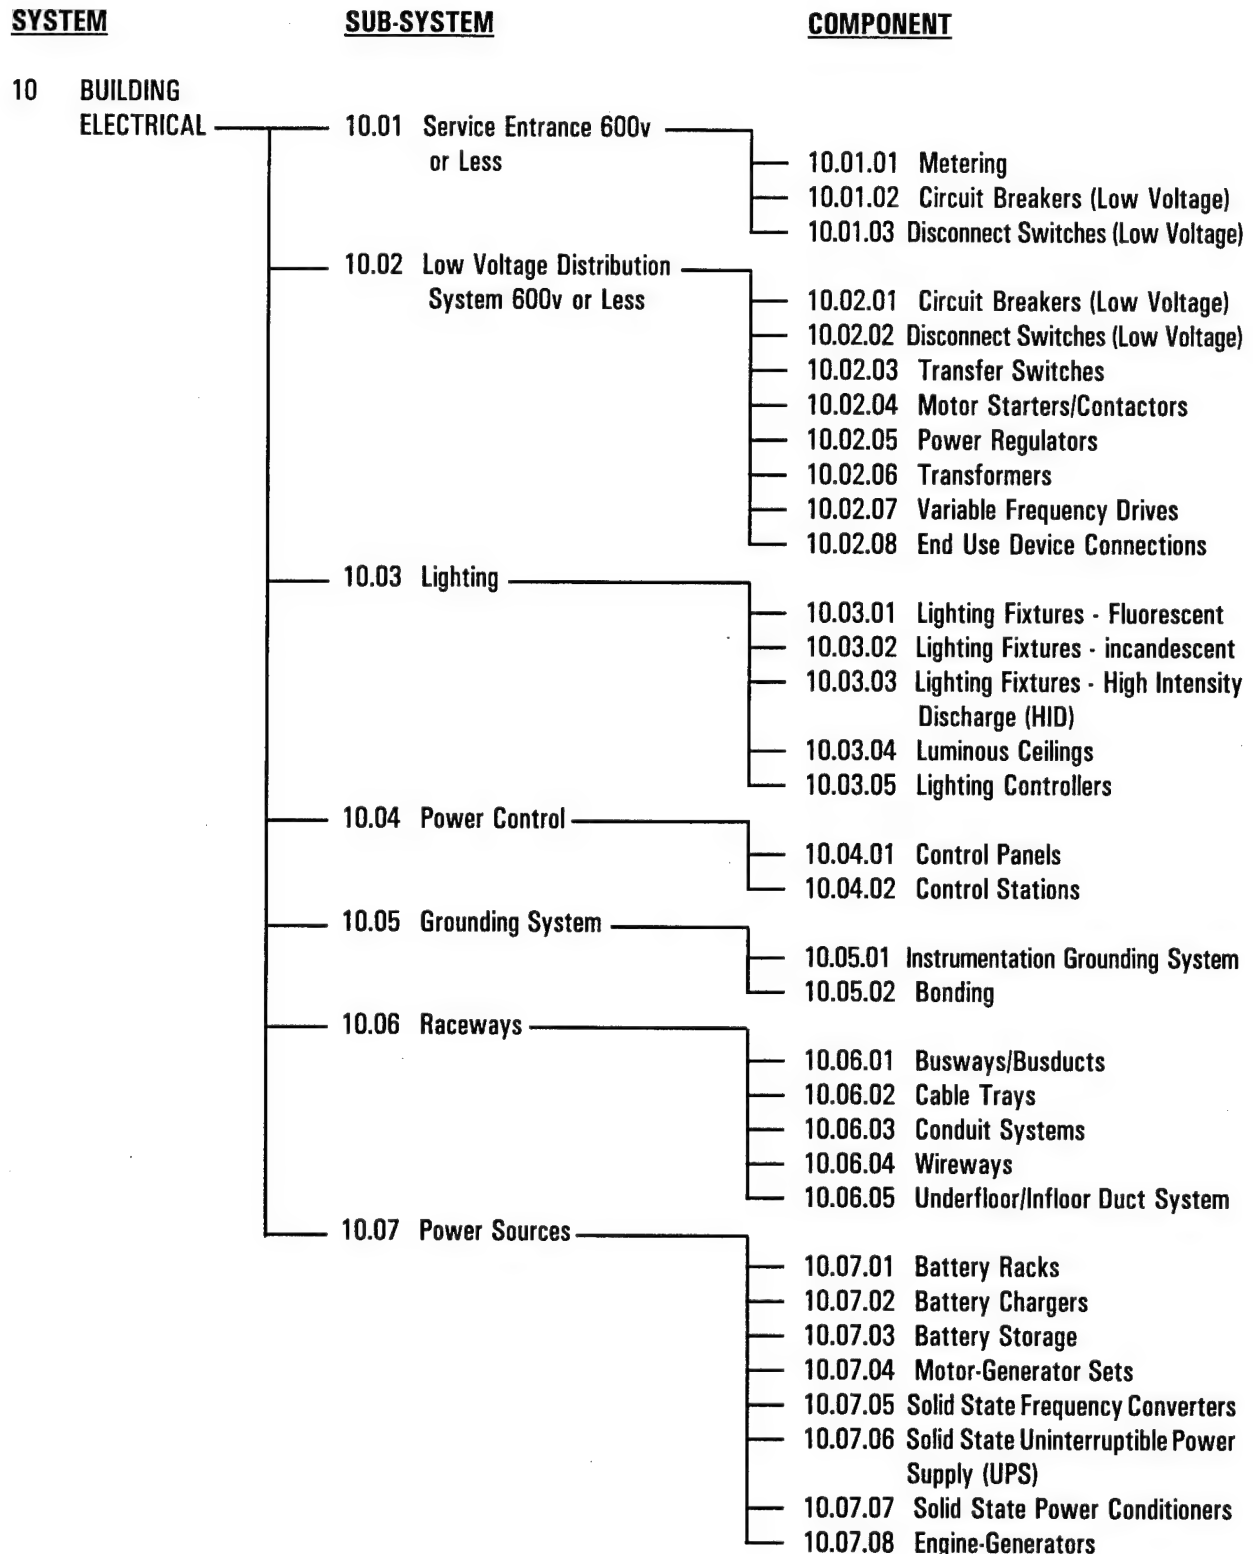 SYSTEM SUB-SYSTEM COMPONENT
10 BUILDING
ELECTRICAL 10.01 Service Entrance 600v
or Less
10.01.01 Metering
10.01.02 Circuit Breakers (Low Voltage)
10.01.03 Disconnect Switches (Low Voltage)
10.02 Low Voltage Distribution
System 600v or Less
10.02.01 Circuit Breakers (Low Voltage)
10.02.02 Disconnect Switches (Low Voltage)
10.02.03 Transfer Switches
10.02.04 Motor Starters/Contactors
10.02.05 Power Regulators
10.02.06 Transformers
10.02.07 Variable Frequency Drives
10.02.08 End Use Device Connections
10.03 Lighting
10.03.01 Lighting Fixtures - Fluorescent
10.03.02 Lighting Fixtures - incandescent
10.03.03 Lighting Fixtures - High Intensity
Discharge (HID)
10.03.04 Luminous Ceilings
10.03.05 Lighting Controllers
10.04 Power Control
10.04.01 Control Panels
10.04.02 Control Stations
10.05 Grounding System
10.05.01 Instrumentation Grounding System
10.05.02 Bonding
10.06 Raceways
10.06.01 Busways/Busducts
10.06.02 Cable Trays
10.06.03 Conduit Systems
10.06.04 Wireways
10.06.05 Underfloor/Infloor Duct System
10.07 Power Sources
10.07.01 Battery Racks
10.07.02 Battery Chargers
10.07.03 Battery Storage
10.07.04 Motor-Generator Sets
10.07.05 Solid State Frequency Converters
10.07.06 Solid State Uninterruptible Power
Supply (UPS)
10.07.07 Solid State Power Conditioners
10.07.08 Engine-Generators